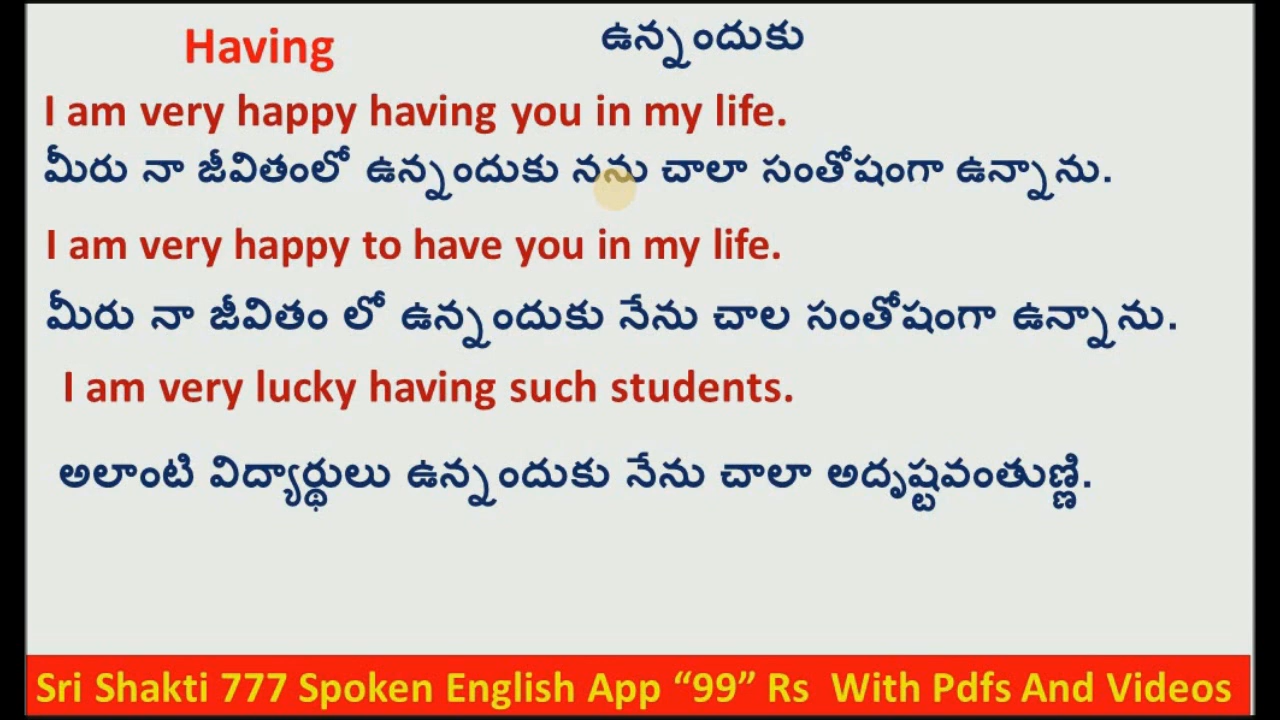 Having ఉన్నందుకు
I am very happy having you in my life.
మీరు నా జీవితంలో ఉన్నందుకు నను చాలా సంతోషంగా ఉన్నాను.
I am very happy to have you in my life.
మీరు నా జీవితం లో ఉన్నందుకు నేను చాల సంతోషంగా ఉన్నాను.
I am very lucky having such students.
అలాంటి విద్యార్థులు ఉన్నందుకు నేను చాలా అదృష్టవంతుణ్ణి.
Sri Shakti 777 Spoken English App “99” Rs With Pdfs And Videos